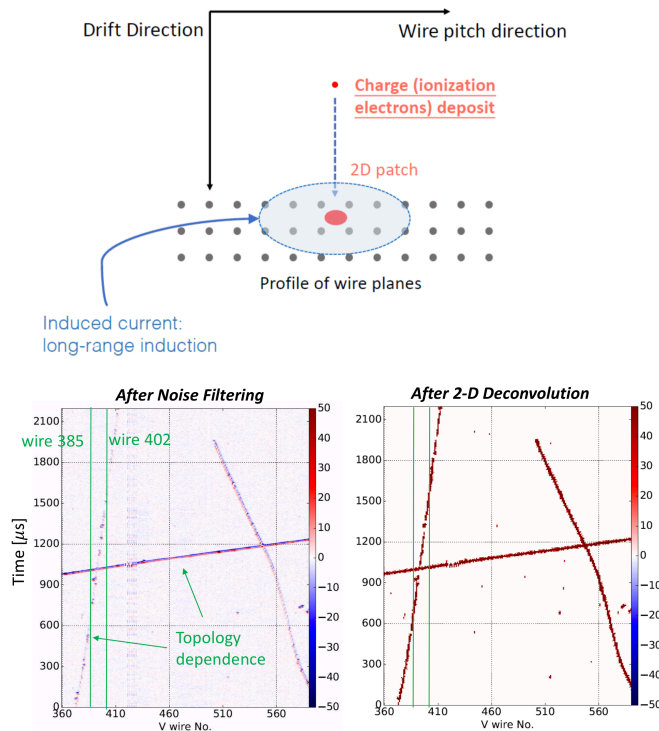 Drift Direction
Wire pitch direction
Charge (ionization
electrons) deposit
2D patch
Profile of wire planes
Induced current:
long-range induction
After Noise Filtering
After 2-D Deconvolution
Time [μs]
2100
1800
1500
1200
900
600
300
0
wire 385
wire 402
Topology
dependence
360
410
460
510
560
V wire No.
50
40
30
20
10
0
−10
−20
−30
−40
−50
2100
1800
1500
1200
900
600
300
0
360
410
460
510
560
V wire No.
50
40
30
20
10
0
−10
−20
−30
−40
−50